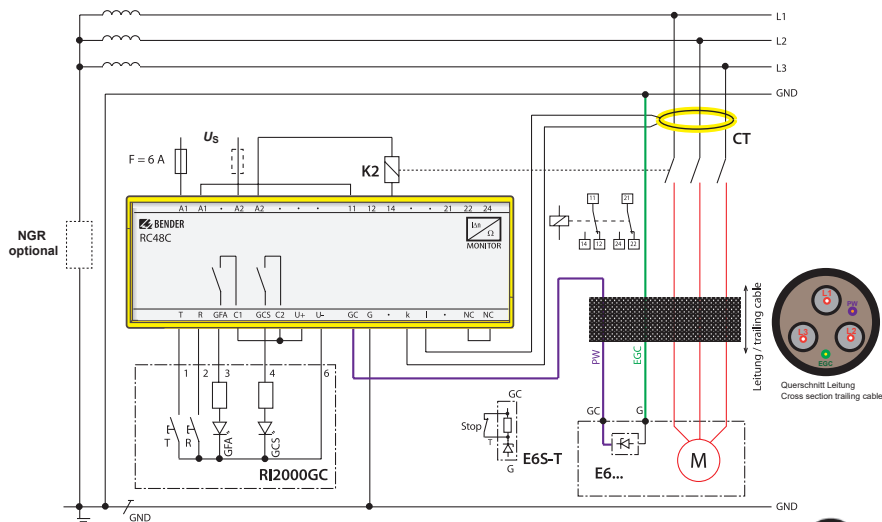 L1
L2
L3
GND
CT
F = 6 A
US
K2
A1 A1 • A2 A2 • • • 11 12 14 • • 21 22 24
BENDER
RC48C
IΔn
Ω
MONITOR
11 21
14 12 24 22
NGR
optional
T R GFA C1 GCS C2 U+ U- GC G • k l • NC NC
1 2 3 4 6
T R GFA GCS
RI2000GC
GC
Stop
T
G
E6S-T
PW
EGC
Leitung / trailing cable
GC G
E6...
M
L1
PW
L3 L2
EGC
Querschnitt Leitung
Cross section trailing cable
GND
GND